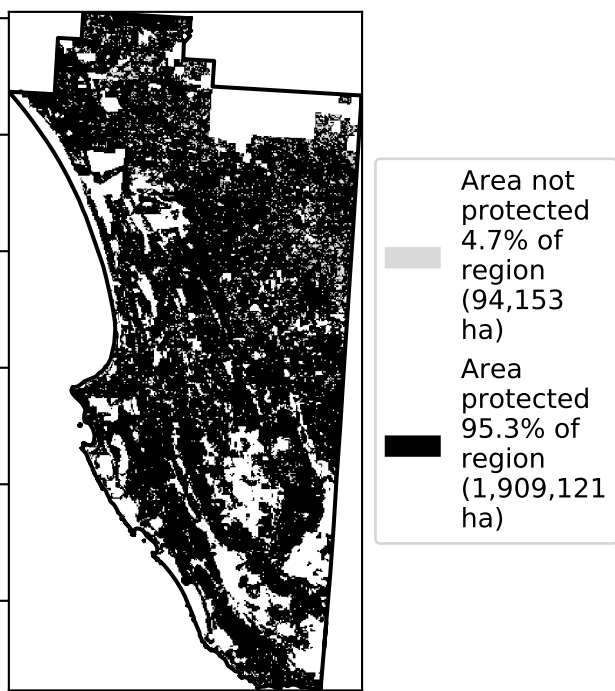 Area not
protected
4.7% of
region
(94,153
ha)
Area
protected
95.3% of
region
(1,909,121
ha)